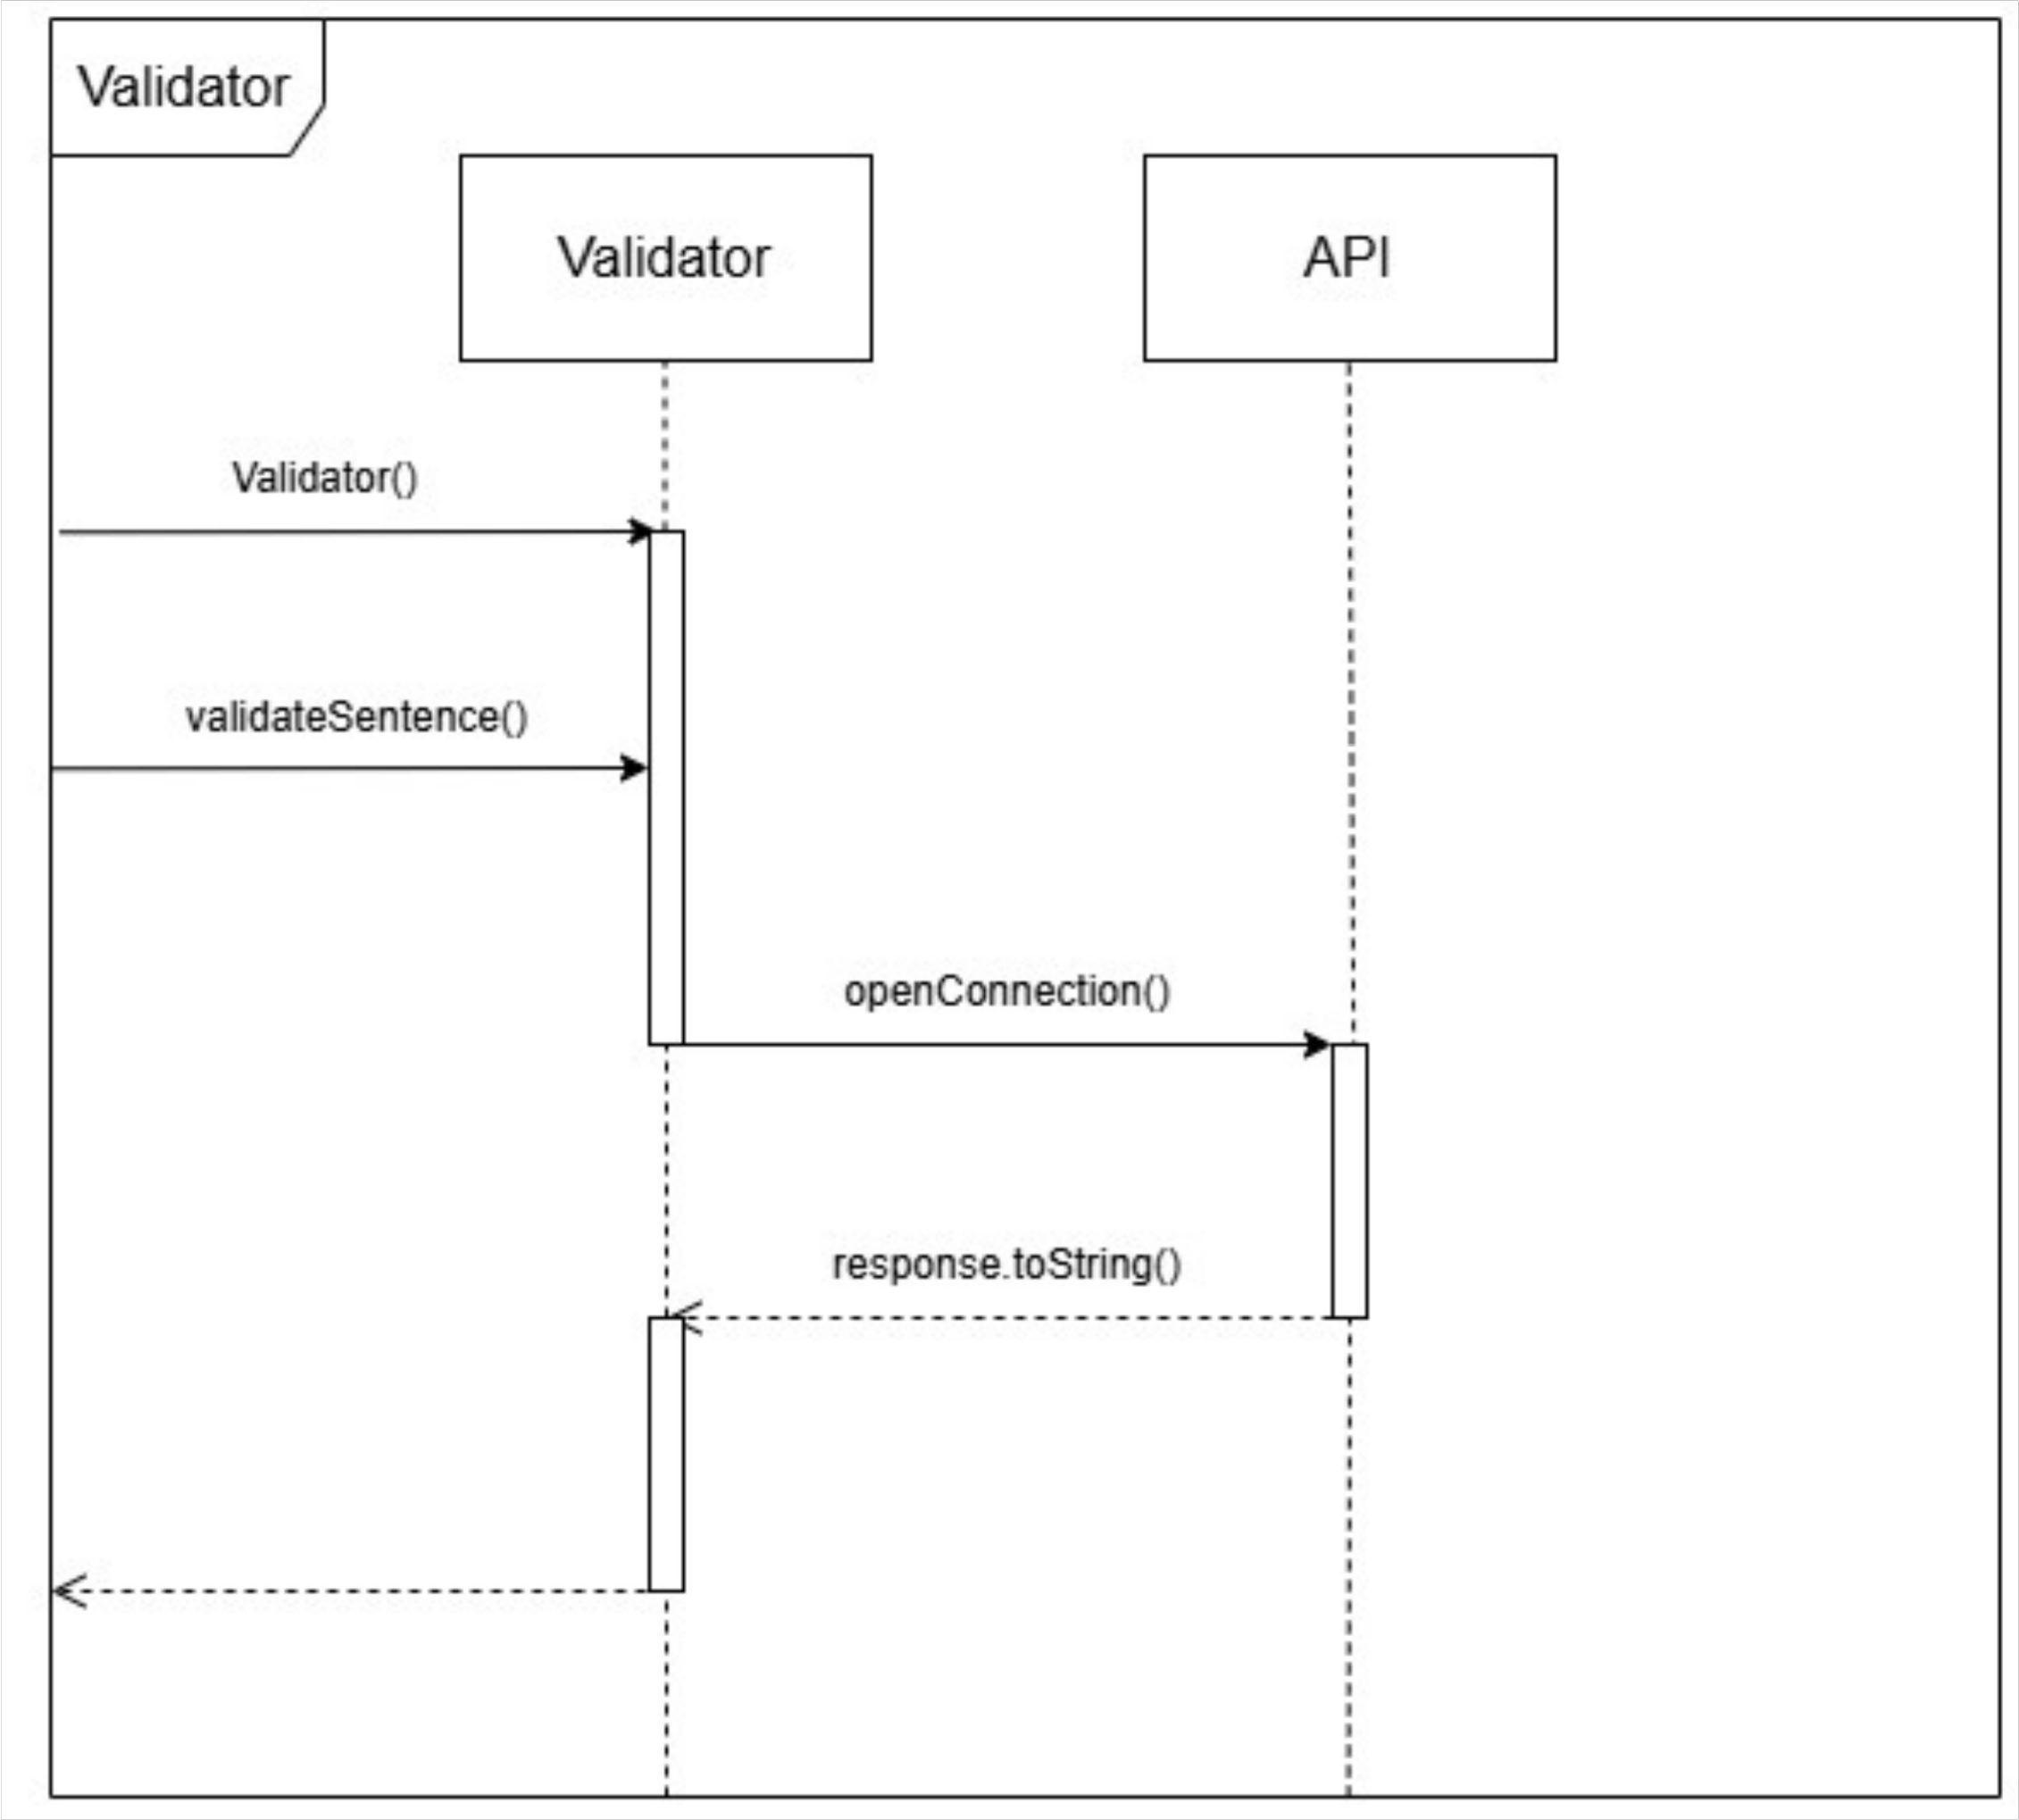 Validator
Validator
API
Validator()
validateSentence()
openConnection()
response.toString()